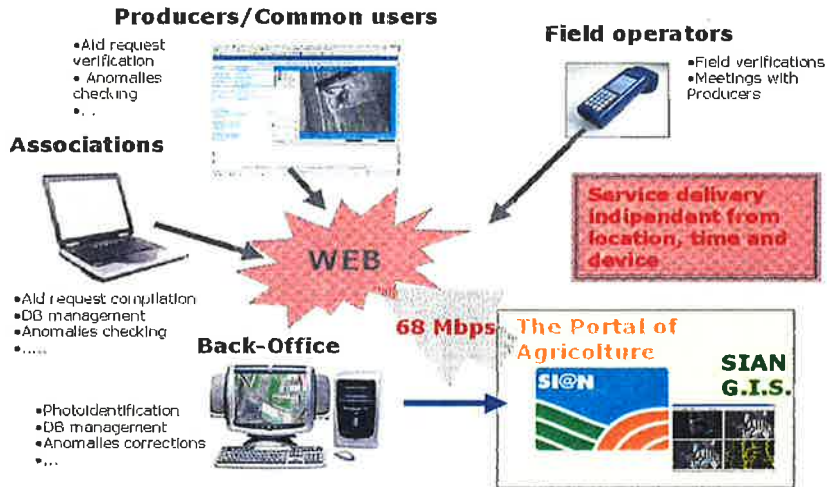 Producers/Common users
•Aid request
verification
• Anomalies
checking
•...
Field operators
•Field verifications
•Meetings with
Producers
Associations
•Aid request compilation
•DB management
•Anomalies checking
•.....
WEB
Service delivery
indipendent from
location, time and
device
68 Mbps
Back-Office
•Photoidentification
•DB management
•Anomalies corrections
•...
The Portal of
Agricolture
SI@N
SIAN
G.I.S.